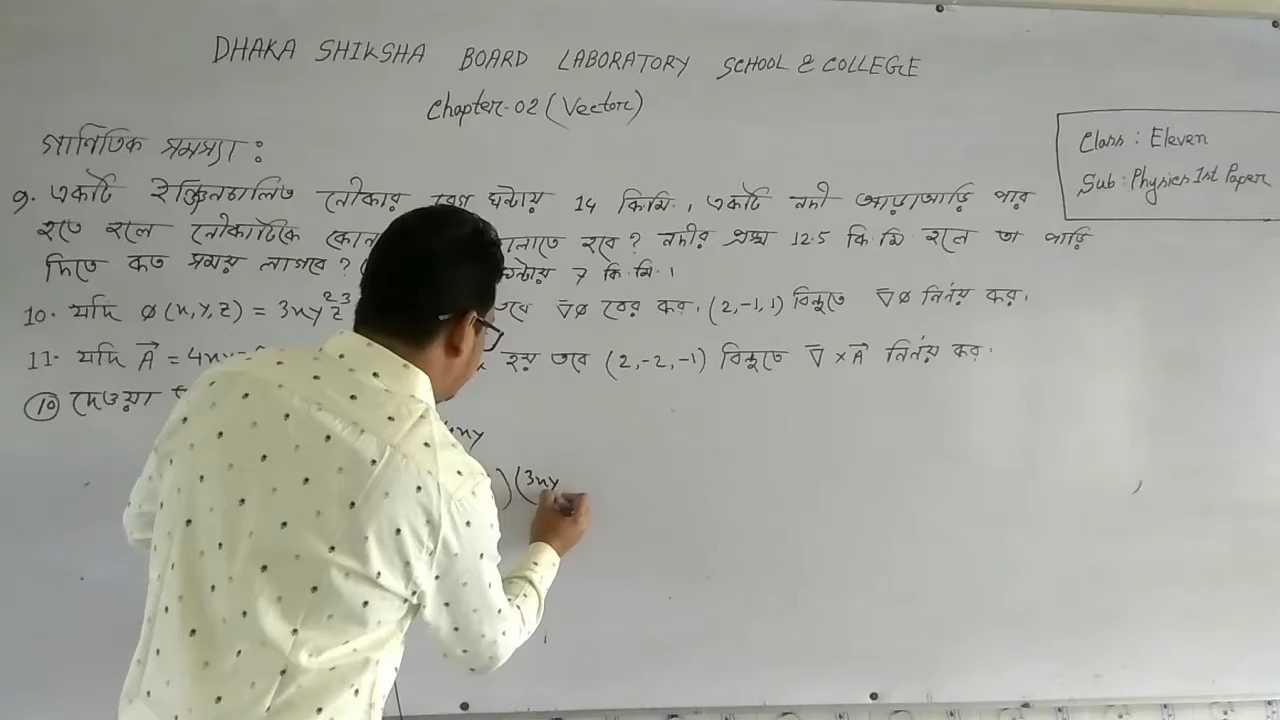 DHAKA SHIKSHA BOARD LABORATORY SCHOOL & COLLEGE
Chapter-02 (Vector)
Class : Eleven
Sub : Physics 1st Paper
গাণিতিক সমস্যা :
9. একটি ইঞ্জিনচালিত নৌকার বেগ ঘন্টায় 14 কি.মি. । একটি নদী আড়াআড়ি পার
হতে হলে নৌকাটিকে কোন চালাতে হবে ? নদীর প্রস্থ 12.5 কি.মি হলে তা পাড়ি
দিতে কত সময় লাগবে ? ঘন্টায় 7 কি.মি.।
10. যদি ø(x,y,z) = 3xy²z³ তবে ∇ø বের কর. (2,-1,1) বিন্দুতে ∇ø নির্ণয় কর.
11. যদি A⃗ = 4xy হয় তবে (2,-2,-1) বিন্দুতে ∇ × A⃗ নির্ণয় কর.
(10) দেওয়া
xy
)(3xy